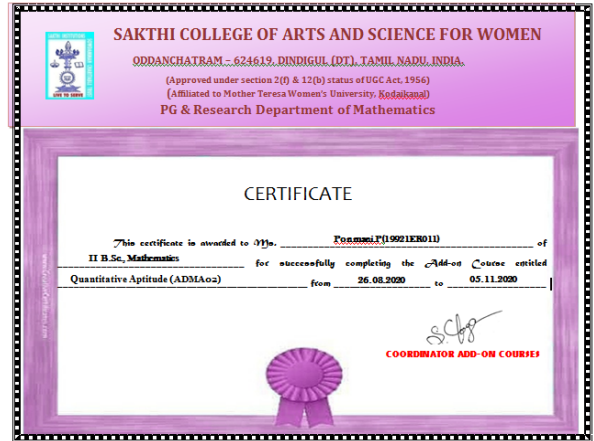 SAKTHI COLLEGE OF ARTS AND SCIENCE FOR WOMEN
ODDANCHATRAM – 624619, DINDIGUL (DT), TAMIL NADU, INDIA.
(Approved under section 2(f) & 12(b) status of UGC Act, 1956)
(Affiliated to Mother Teresa Women's University, Kodaikanal)
PG & Research Department of Mathematics
LIVE TO SERVE
CERTIFICATE
This certificate is awarded to Ms. Ponmani.P(19921ER011) of
II B.Sc., Mathematics for successfully completing the Add-on Course entitled
Quantitative Aptitude (ADMA02) from 26.08.2020 to 05.11.2020
COORDINATOR ADD-ON COURSES